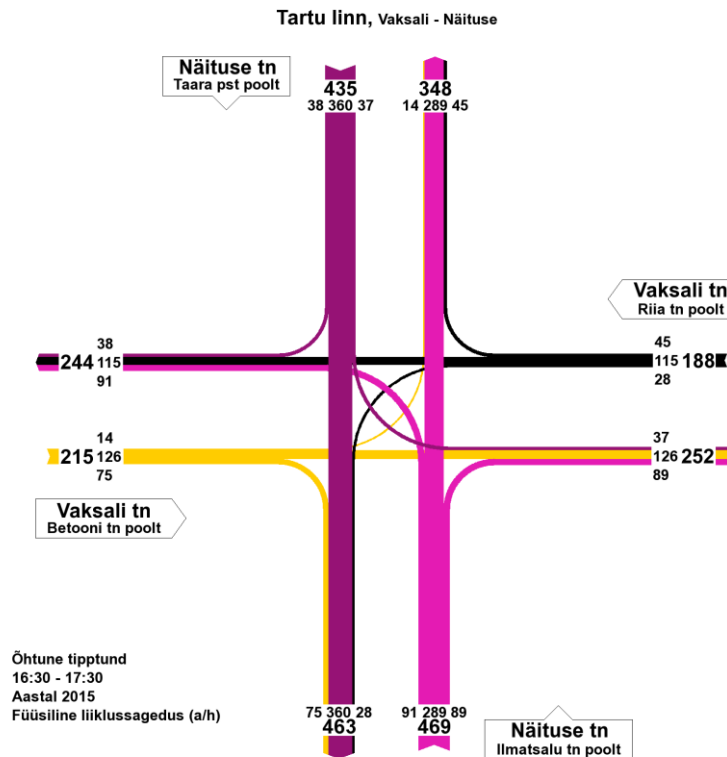 Tartu linn, Vaksali - Näituse
Näituse tn
Taara pst poolt
435
38 360 37
348
14 289 45
Vaksali tn
Riia tn poolt
38
244 115
91
45
115 188
28
14
215 126
75
37
126 252
89
Vaksali tn
Betooni tn poolt
Õhtune tipptund
16:30 - 17:30
Aastal 2015
Füüsiline liiklussagedus (a/h)
75 360 28
463
91 289 89
469
Näituse tn
Ilmatsalu tn poolt